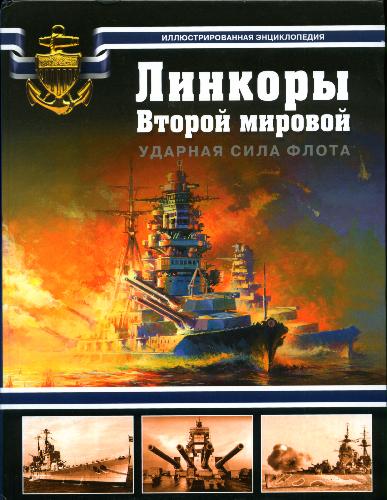 ИЛЛЮСТРИРОВАННАЯ ЭНЦИКЛОПЕДИЯ
Линкоры
Второй мировой
УДАРНАЯ СИЛА ФЛОТА